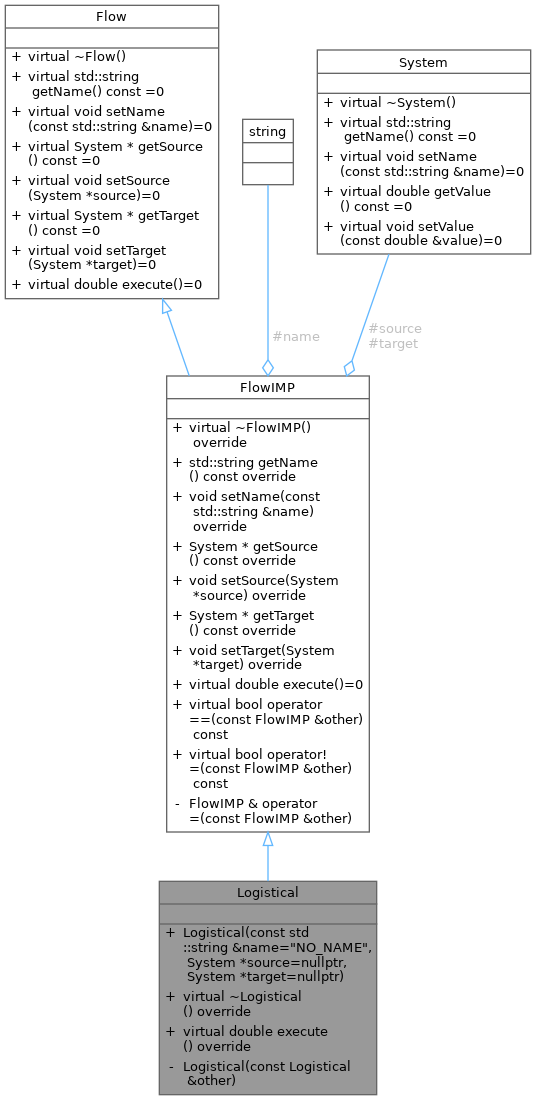 Flow
+ virtual ~Flow()
+ virtual std::string
getName() const =0
+ virtual void setName
(const std::string &name)=0
+ virtual System * getSource
() const =0
+ virtual void setSource
(System *source)=0
+ virtual System * getTarget
() const =0
+ virtual void setTarget
(System *target)=0
+ virtual double execute()=0
string
System
+ virtual ~System()
+ virtual std::string
getName() const =0
+ virtual void setName
(const std::string &name)=0
+ virtual double getValue
() const =0
+ virtual void setValue
(const double &value)=0
#name
#source
#target
FlowIMP
+ virtual ~FlowIMP()
override
+ std::string getName
() const override
+ void setName(const
std::string &name)
override
+ System * getSource
() const override
+ void setSource(System
*source) override
+ System * getTarget
() const override
+ void setTarget(System
*target) override
+ virtual double execute()=0
+ virtual bool operator
==(const FlowIMP &other)
const
+ virtual bool operator!
=(const FlowIMP &other)
const
- FlowIMP & operator
=(const FlowIMP &other)
Logistical
+ Logistical(const std
::string &name="NO_NAME",
System *source=nullptr,
System *target=nullptr)
+ virtual ~Logistical
() override
+ virtual double execute
() override
- Logistical(const Logistical
&other)